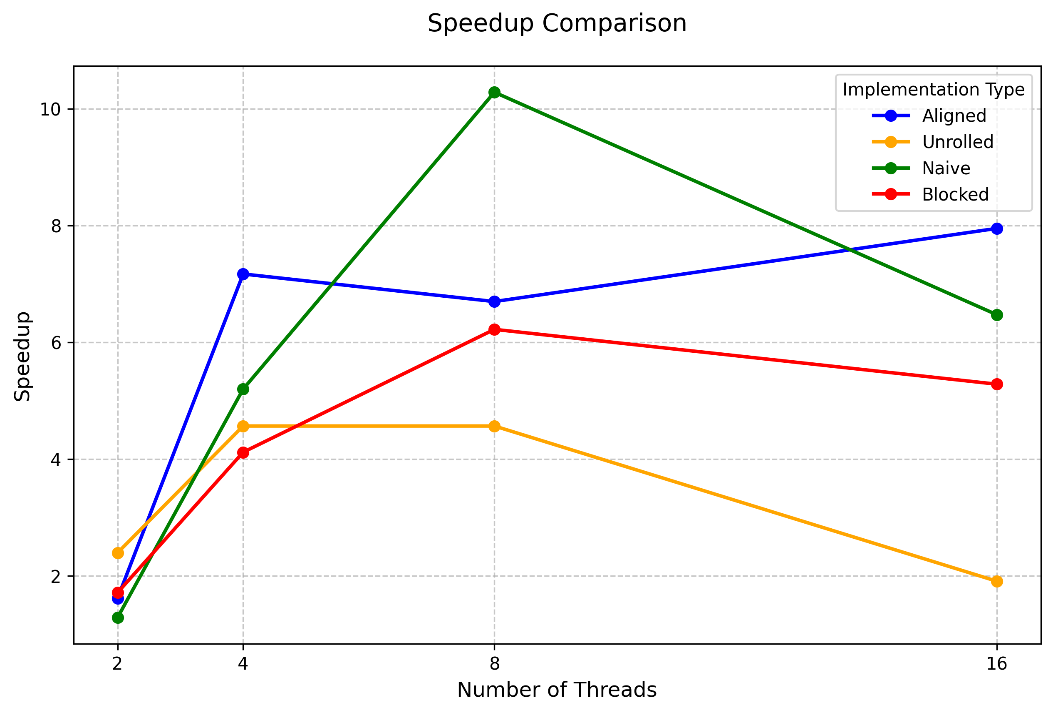 Speedup Comparison
Implementation Type
Aligned
Unrolled
Naive
Blocked
Speedup
10
8
6
4
2
2 4 8 16
Number of Threads